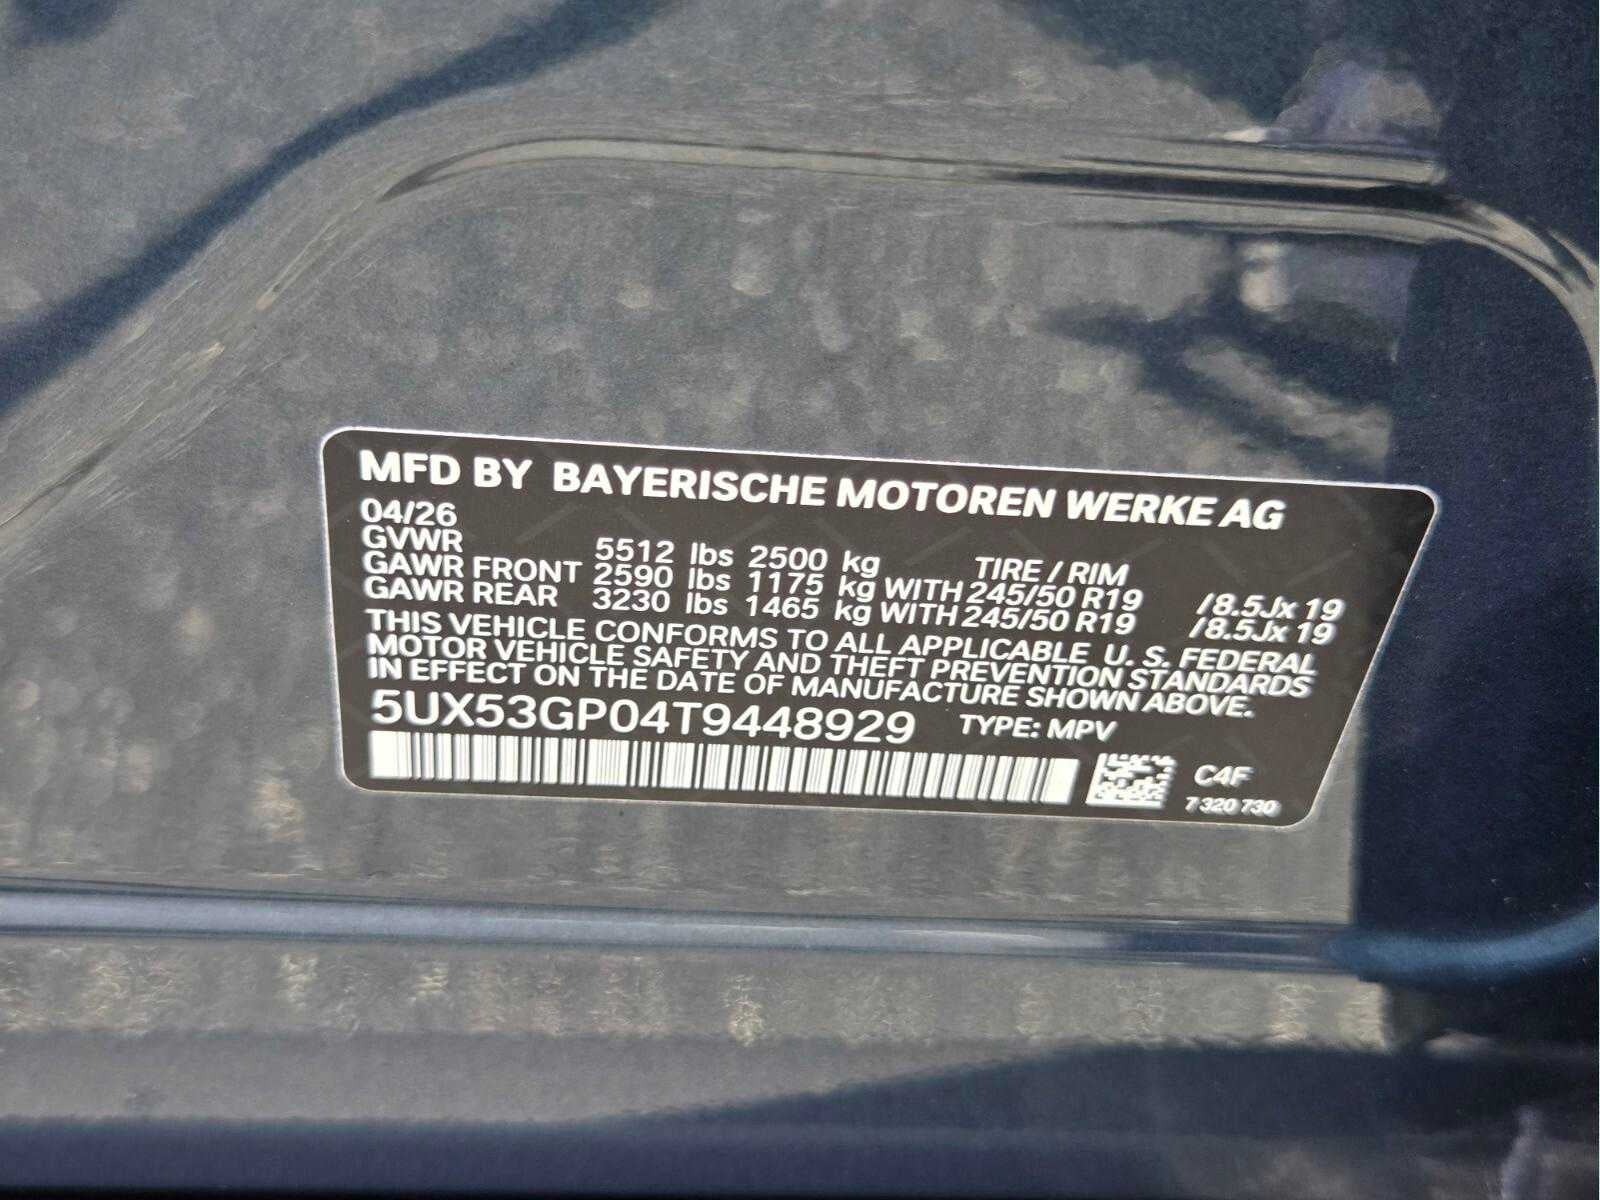 MFD BY BAYERISCHE MOTOREN WERKE AG
04/26
GVWR 5512 lbs 2500 kg TIRE / RIM
GAWR FRONT 2590 lbs 1175 kg WITH 245/50 R19 / 8.5Jx 19
GAWR REAR 3230 lbs 1465 kg WITH 245/50 R19 / 8.5Jx 19
THIS VEHICLE CONFORMS TO ALL APPLICABLE U. S. FEDERAL
MOTOR VEHICLE SAFETY AND THEFT PREVENTION STANDARDS
IN EFFECT ON THE DATE OF MANUFACTURE SHOWN ABOVE.
5UX53GP04T9448929 TYPE: MPV
C4F
7 320 730